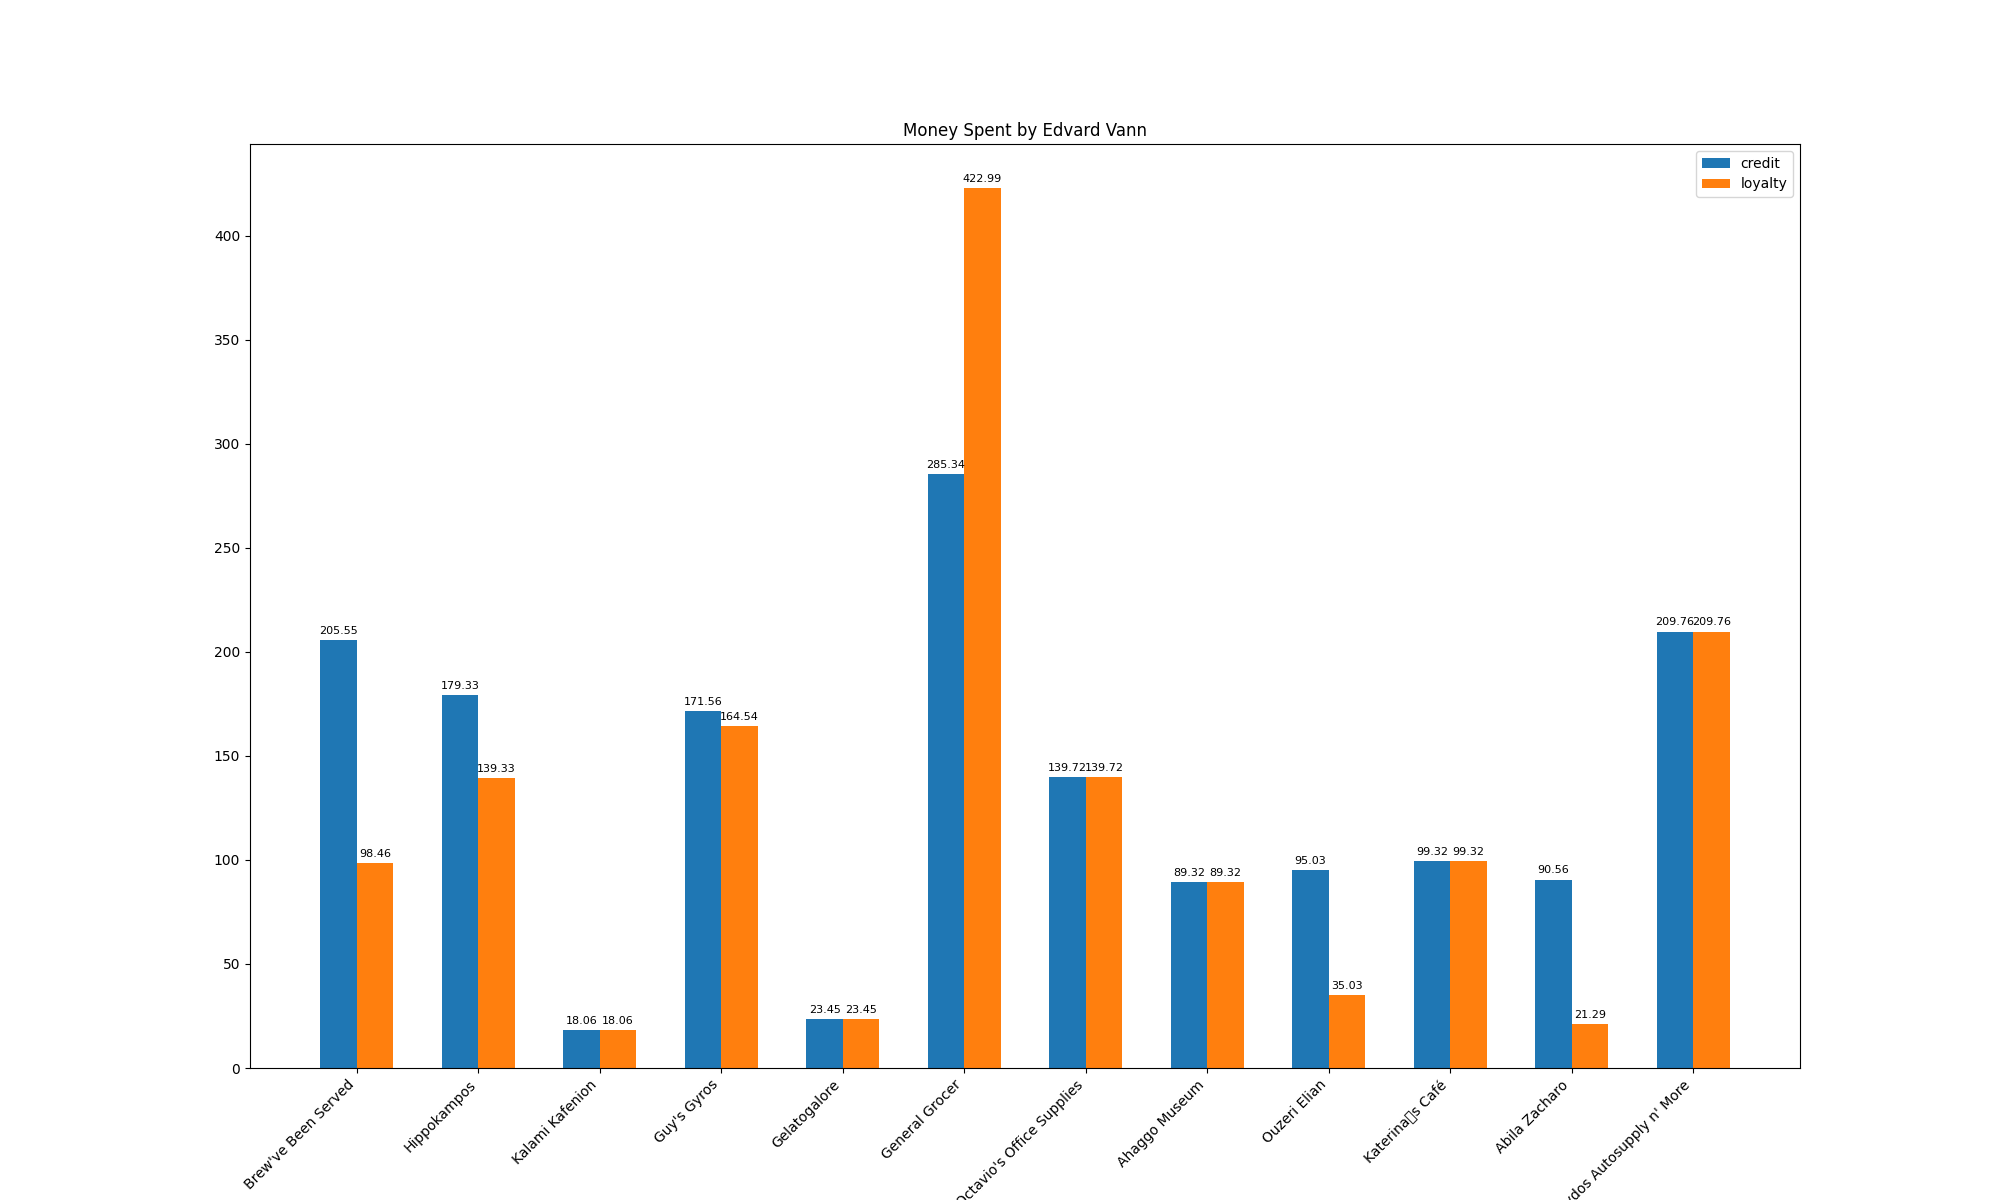 Money Spent by Edvard Vann
credit
loyalty
400
350
300
250
200
150
100
50
0
205.55
98.46
179.33
139.33
18.06
18.06
171.56
164.54
23.45
23.45
285.34
422.99
139.72
139.72
89.32
89.32
95.03
35.03
99.32
99.32
90.56
21.29
209.76
209.76
Brew've Been Served
Hippokampos
Kalami Kafenion
Guy's Gyros
Gelatogalore
General Grocer
Octavio's Office Supplies
Ahaggo Museum
Ouzeri Elian
Katerina▯s Café
Abila Zacharo
Autosupply n' More